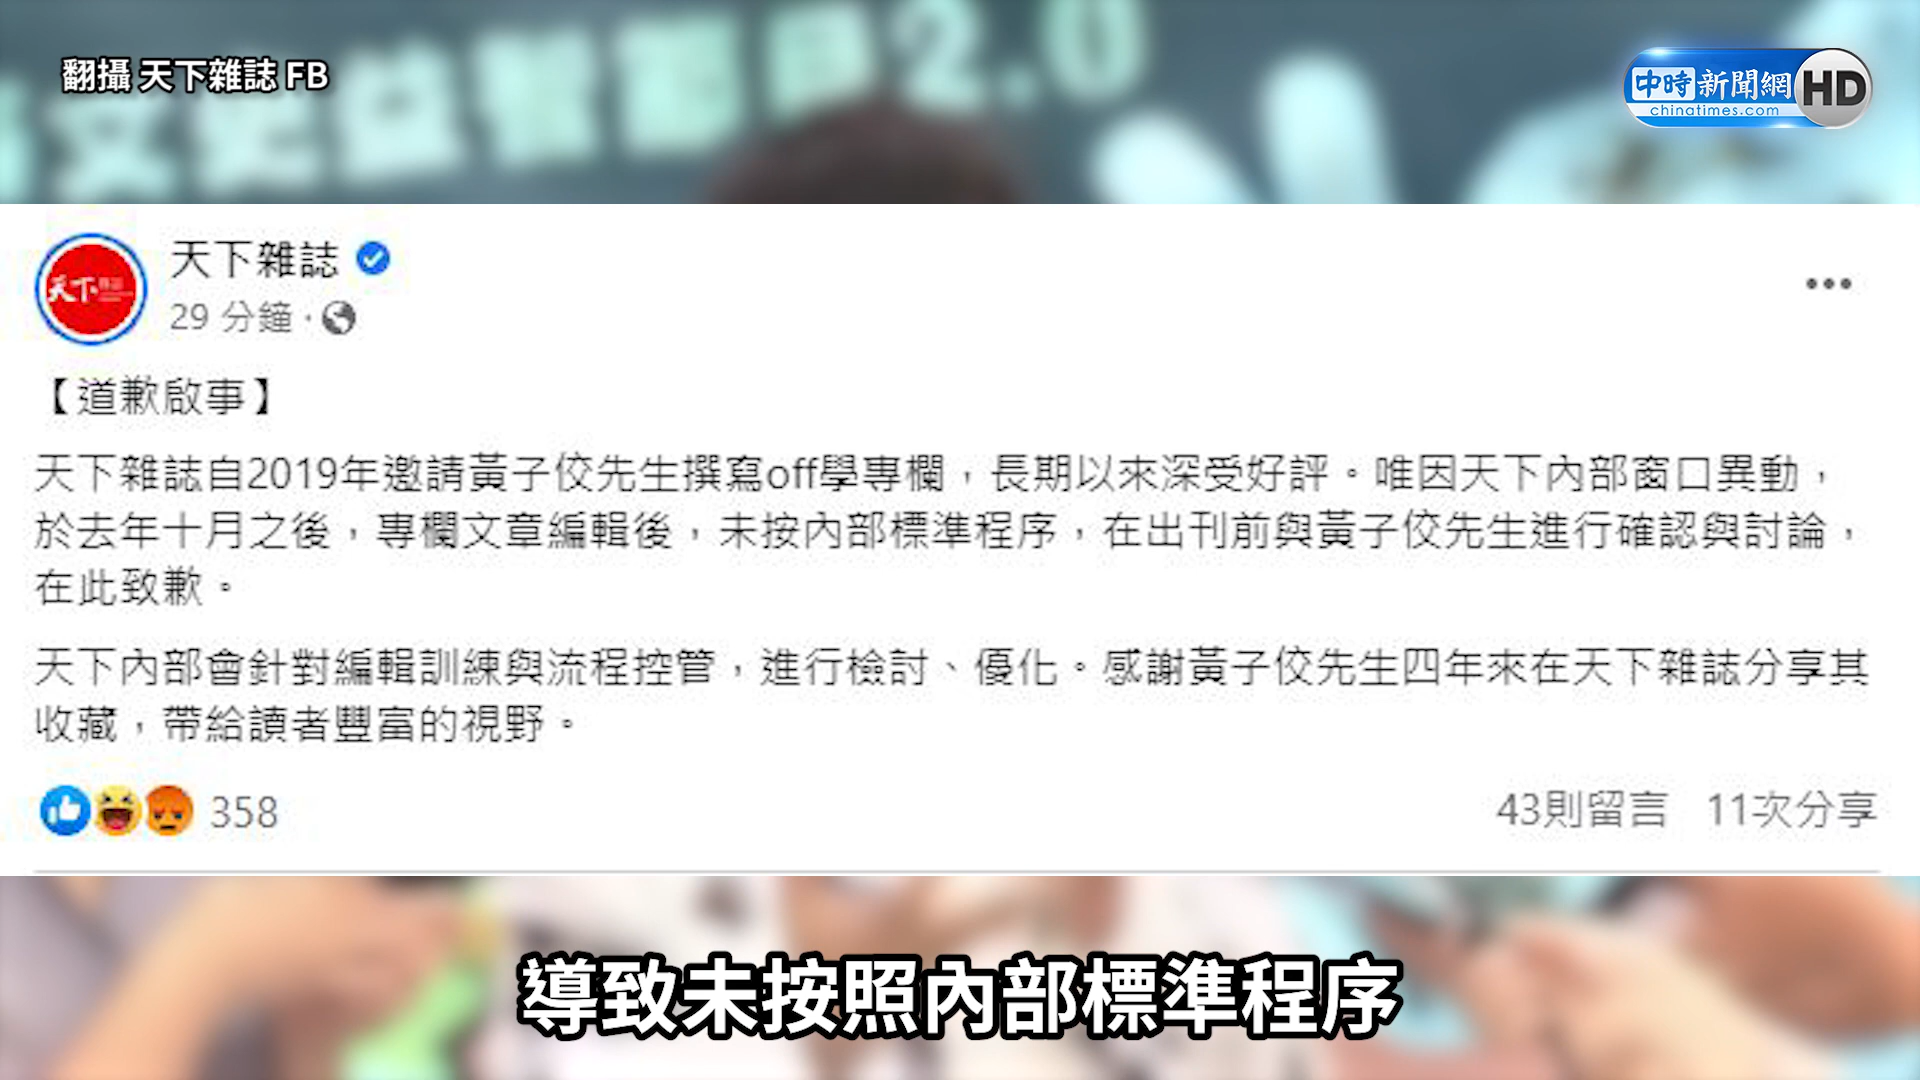 翻攝 天下雜誌 FB
中時新聞網 HD
chinatimes.com
天下雜誌
29 分鐘 ·
【道歉啟事】
天下雜誌自2019年邀請黃子佼先生撰寫off學專欄，長期以來深受好評。唯因天下內部窗口異動，
於去年十月之後，專欄文章編輯後，未按內部標準程序，在出刊前與黃子佼先生進行確認與討論，
在此致歉。
天下內部會針對編輯訓練與流程控管，進行檢討、優化。感謝黃子佼先生四年來在天下雜誌分享其
收藏，帶給讀者豐富的視野。
358
43則留言 11次分享
導致未按照內部標準程序